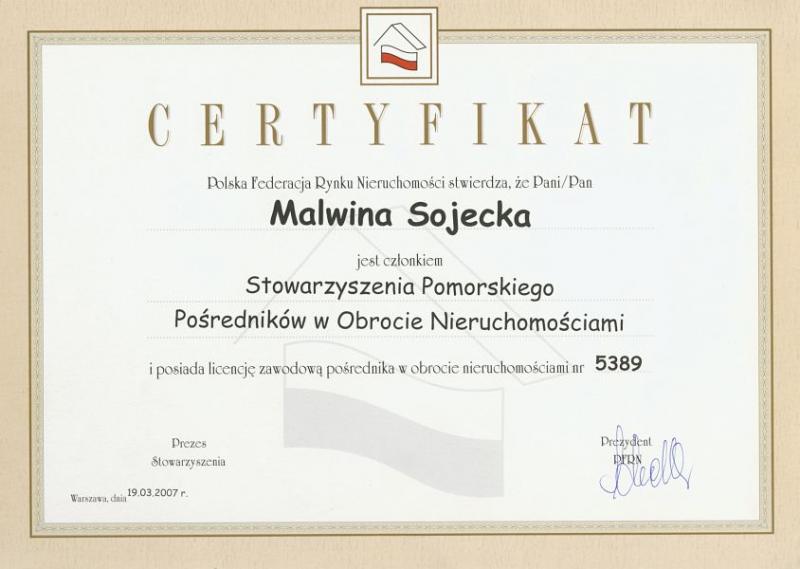 CERTYFIKAT
Polska Federacja Rynku Nieruchomości stwierdza, że Pani/Pan
Malwina Sojecka
jest członkiem
Stowarzyszenia Pomorskiego
Pośredników w Obrocie Nieruchomościami
i posiada licencję zawodową pośrednika w obrocie nieruchomościami nr 5389
Prezes
Stowarzyszenia
Prezydent
PFRN
Warszawa, dnia 19.03.2007 r.